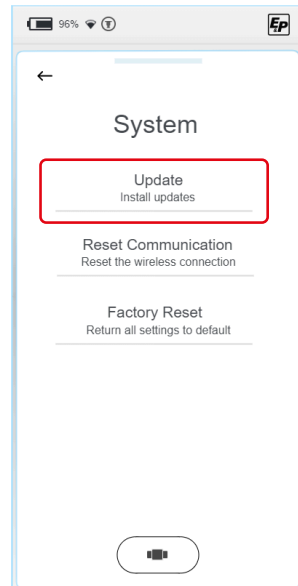 96% T EP
System
Update
Install updates
Reset Communication
Reset the wireless connection
Factory Reset
Return all settings to default